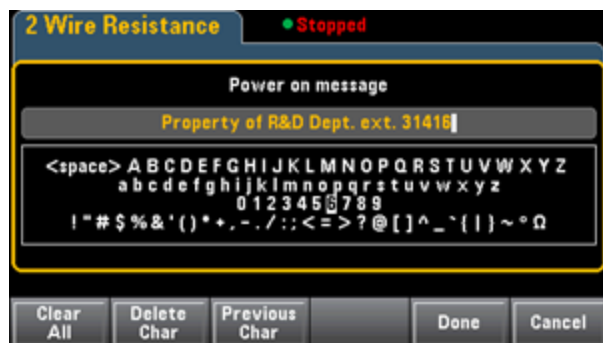 2 Wire Resistance
Stopped
Power on message
Property of R&D Dept. ext. 31416
<space> A B C D E F G H I J K L M N O P Q R S T U V W X Y Z
a b c d e f g h i j k l m n o p q r s t u v w x y z
0 1 2 3 4 5 6 7 8 9
! " # $ % & ' ( ) * + , - . / : ; < = > ? @ [ ] ^ _ ` { | } ~ ° Ω
Clear All
Delete Char
Previous Char
Done
Cancel